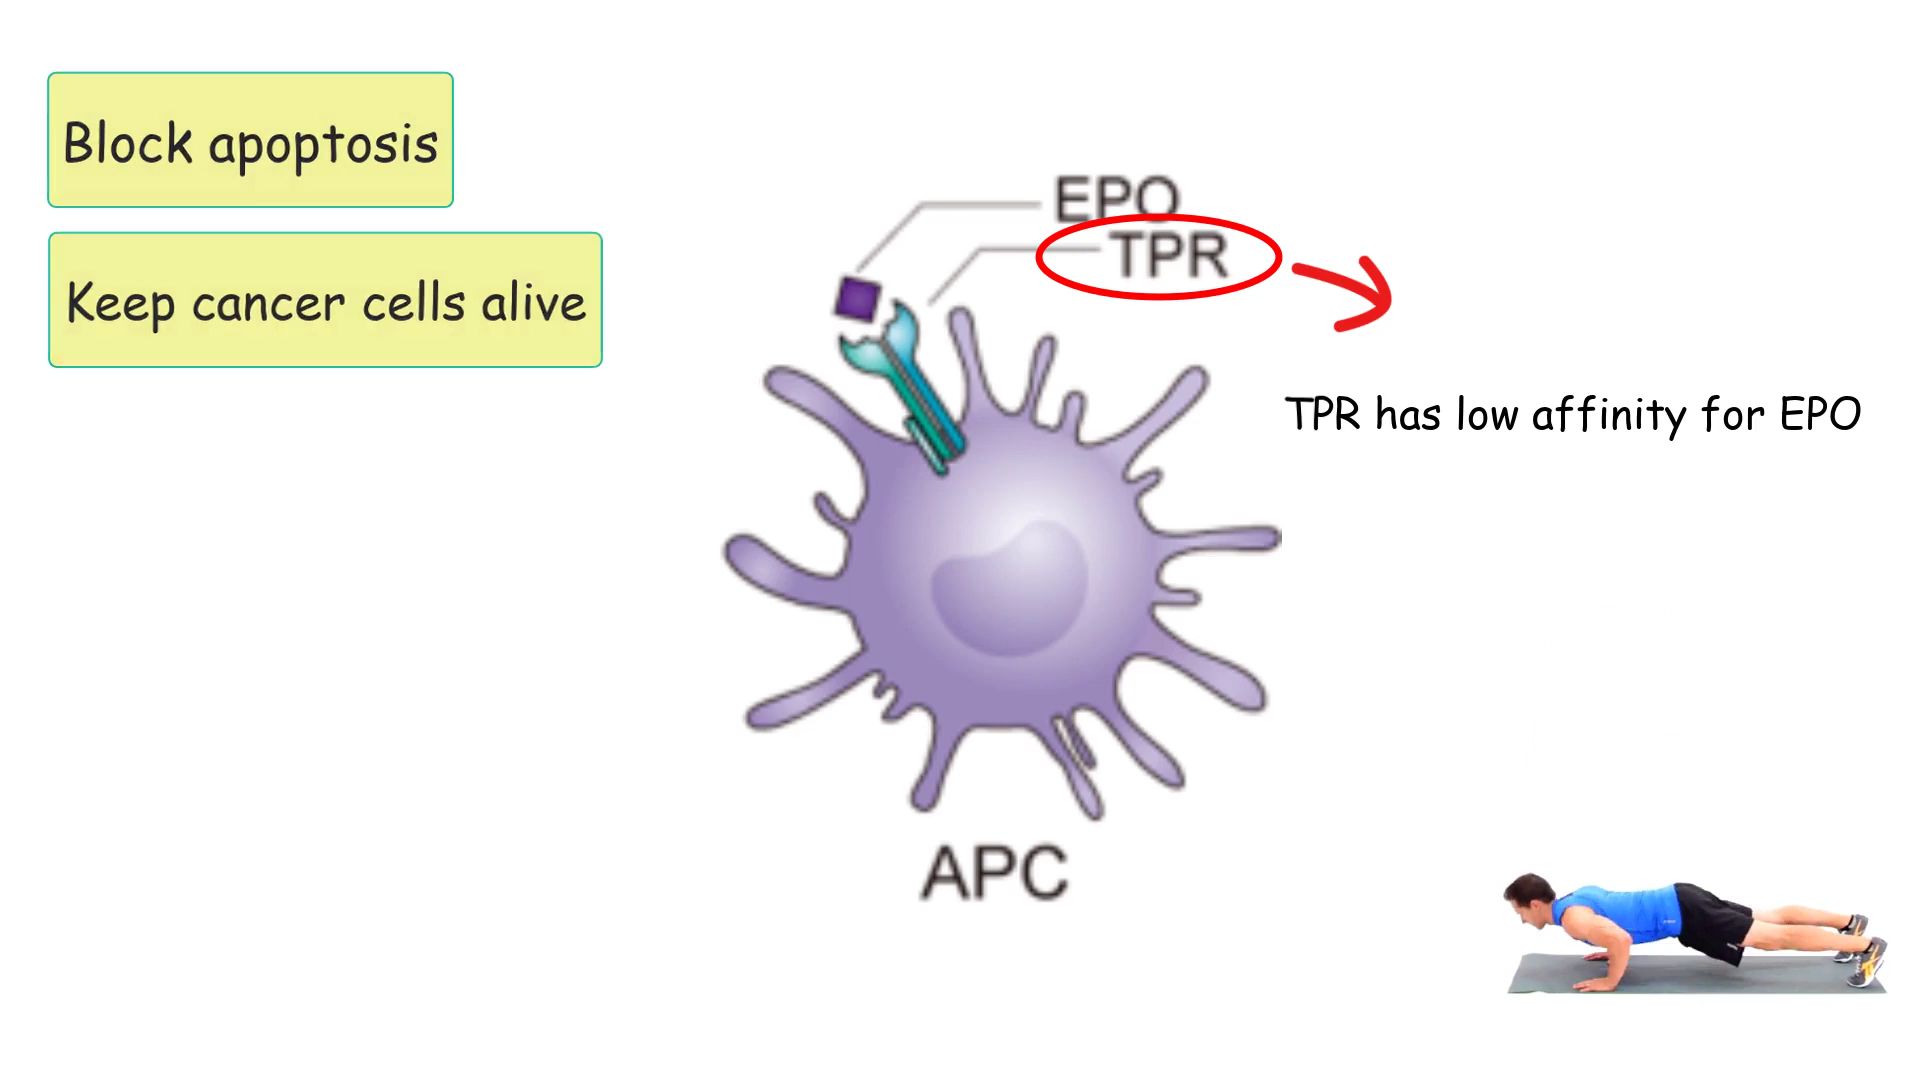 Block apoptosis
Keep cancer cells alive
EPO
TPR
TPR has low affinity for EPO
APC